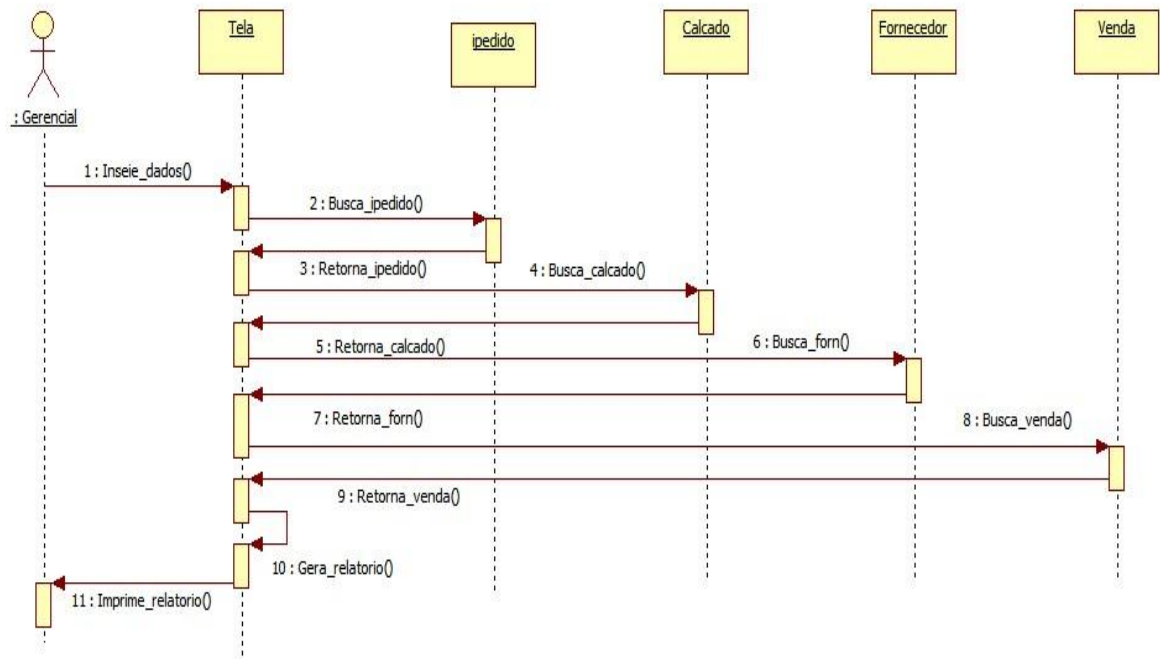 Tela
ipedido
Calcado
Fornecedor
Venda
: Gerencial
1 : Inseie_dados()
2 : Busca_ipedido()
3 : Retorna_ipedido()
4 : Busca_calcado()
5 : Retorna_calcado()
6 : Busca_forn()
7 : Retorna_forn()
8 : Busca_venda()
9 : Retorna_venda()
10 : Gera_relatorio()
11 : Imprime_relatorio()